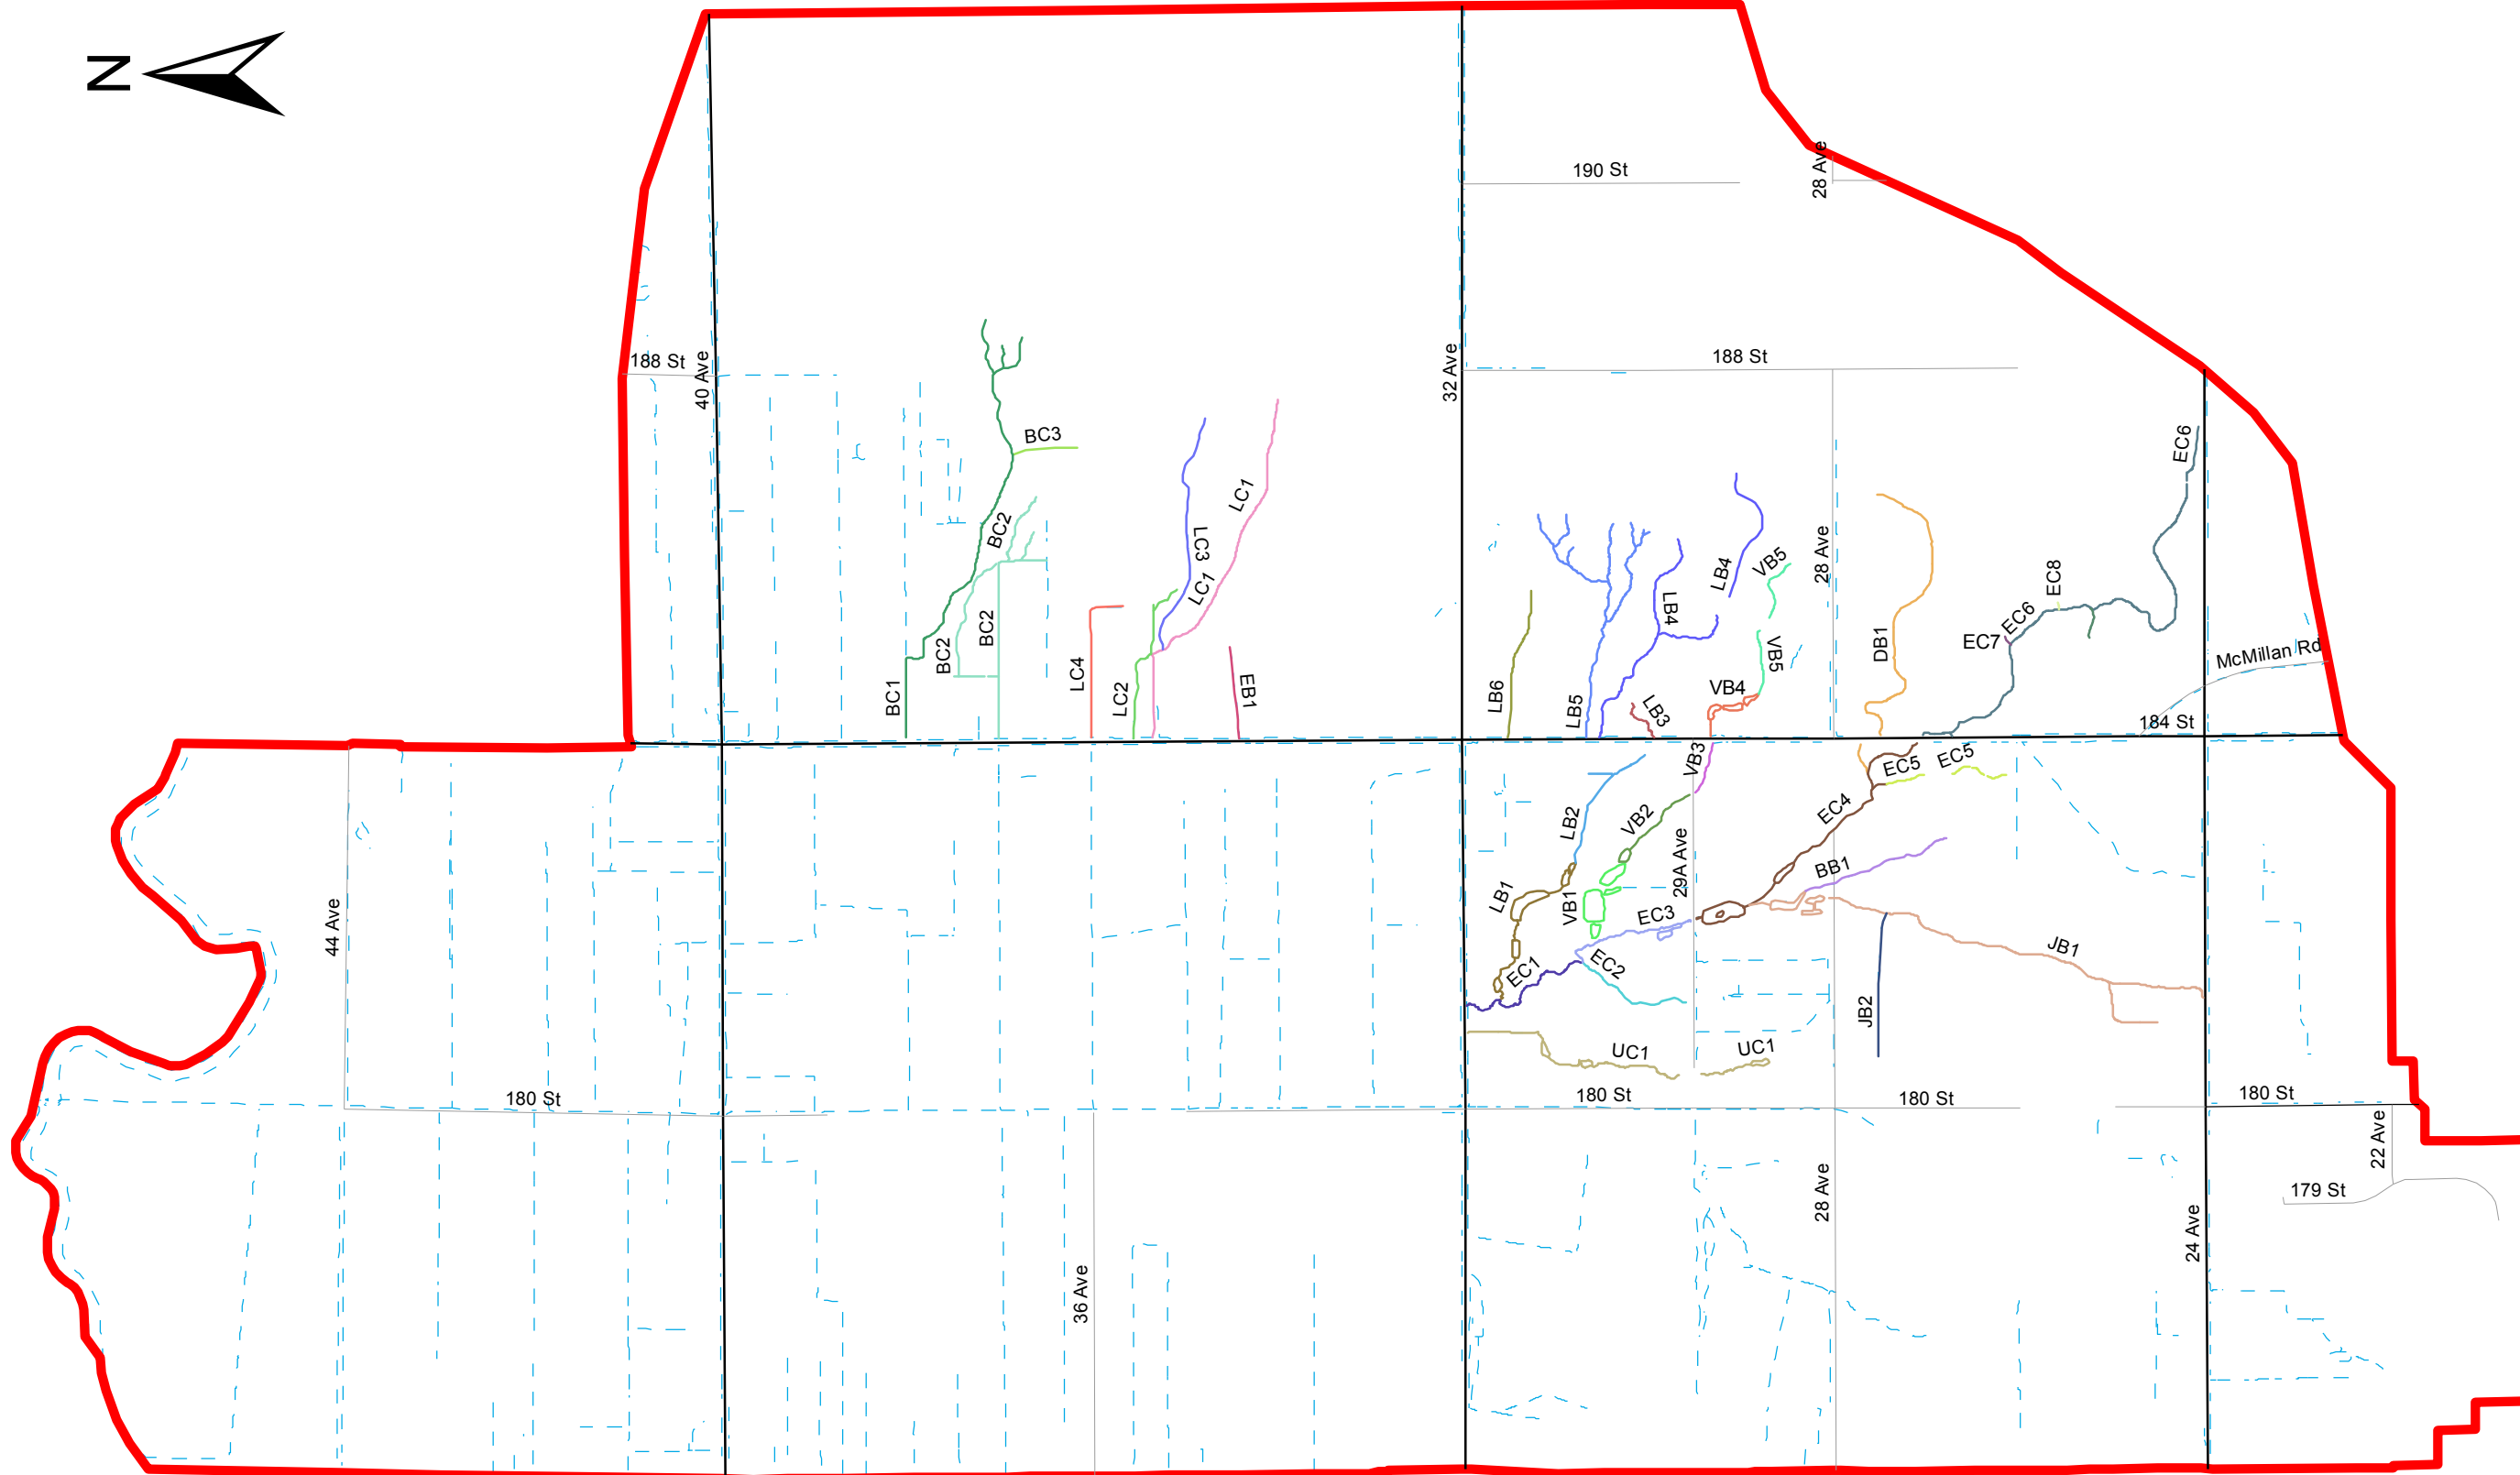 N
190 St
28 Ave
188 St
40 Ave
32 Ave
188 St
BC3
EC6
LC1
BC2
LC3
LC1
LB4
VB5
28 Ave
EC8
BC2
BC2
LB4
EC6
EC7
DB1
VB5
McMillan Rd
BC1
LC4
LC2
EB1
LB6
LB5
LB3
VB4
184 St
VB3
EC5
EC5
LB2
VB2
EC4
29A Ave
BB1
44 Ave
LB1
VB1
EC3
EC1
EC2
JB1
JB2
UC1
UC1
180 St
180 St
180 St
180 St
22 Ave
28 Ave
179 St
24 Ave
36 Ave